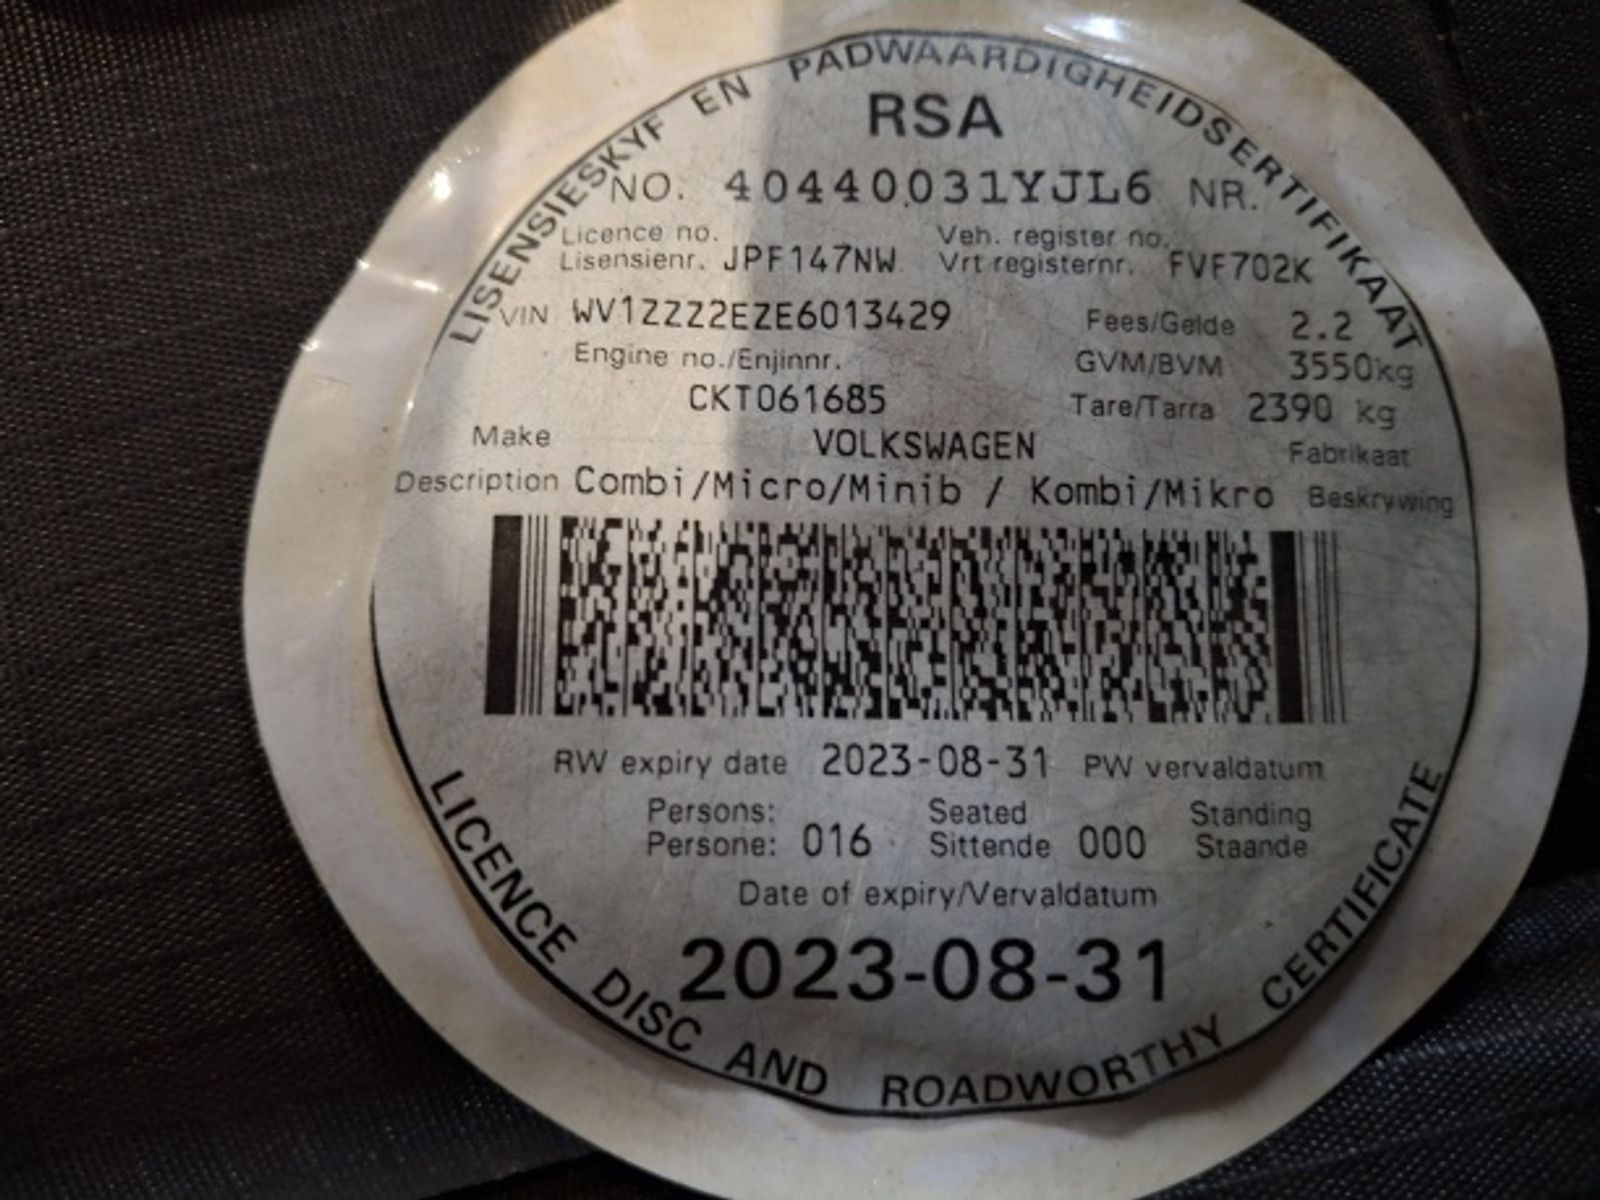 LISENSIESKYF EN PADWAARDIGHEIDSERTIFIKAAT
RSA
NO. 40440031YJL6 NR.
Licence no. Veh. register no.
Lisensienr. JPF147NW Vrt registernr. FVF702K
VIN WV1ZZZ2EZE6013429 Fees/Gelde 2.2
Engine no./Enjinnr. GVM/BVM 3550kg
CKT061685 Tare/Tarra 2390 kg
Make VOLKSWAGEN Fabrikaat
Description Combi/Micro/Minib / Kombi/Mikro Beskrywing
RW expiry date 2023-08-31 PW vervaldatum
Persons: Seated Standing
Persone: 016 Sittende 000 Staande
Date of expiry/Vervaldatum
2023-08-31
LICENCE DISC AND ROADWORTHY CERTIFICATE